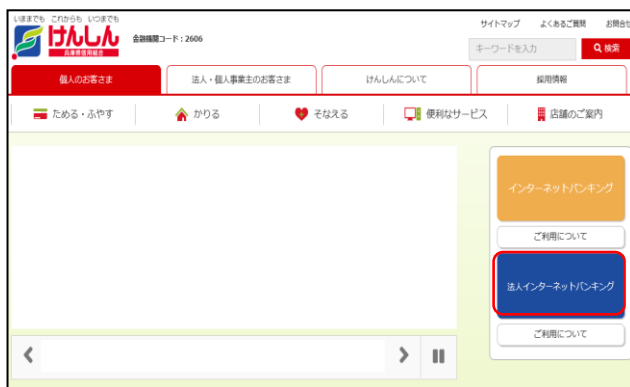 いままでも これからも いつまでも
けんしん
兵庫県信用組合
金融機関コード：2606
サイトマップ よくあるご質問 お問合せ
キーワードを入力 検索
個人のお客さま 法人・個人事業主のお客さま けんしんについて 採用情報
ためる・ふやす かりる そなえる 便利なサービス 店舗のご案内
インターネットバンキング
ご利用について
法人インターネットバンキング
ご利用について